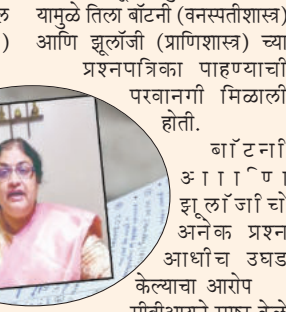 ल यामुळे तिला बॉटनी (वनस्पतीशास्त्र)
) आणि झूलॉजी (प्राणिशास्त्र) च्या
प्रश्नपत्रिका पाहण्याची
परवानगी मिळाली
होती.
बॉटनी
आणि
झूलॉजीचे
अनेक प्रश्न
आधीच उघड
केल्याचा आरोप